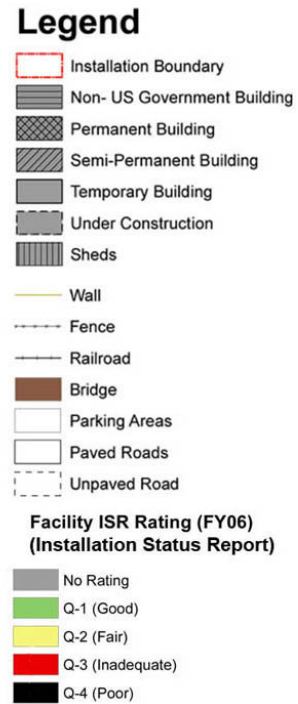 Legend
Installation Boundary
Non- US Government Building
Permanent Building
Semi-Permanent Building
Temporary Building
Under Construction
Sheds
Wall
Fence
Railroad
Bridge
Parking Areas
Paved Roads
Unpaved Road
Facility ISR Rating (FY06)
(Installation Status Report)
No Rating
Q-1 (Good)
Q-2 (Fair)
Q-3 (Inadequate)
Q-4 (Poor)